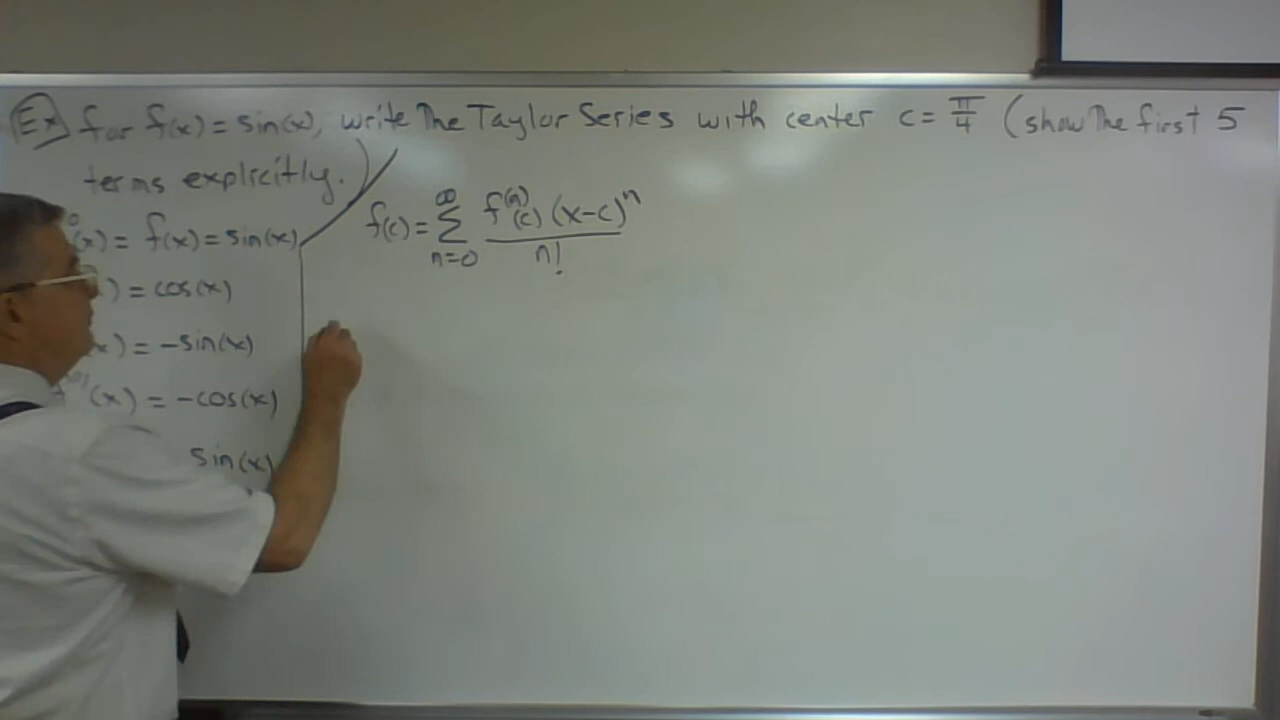 Ex for f(x) = sin(x), write The Taylor Series with center c = π/4 (show The first 5
terms explicitly.)
⁰(x) = f(x) = sin(x)
) = cos(x)
x) = -sin(x)
(x) = -cos(x)
sin(x)
f(c) = ∑_{n=0}^{∞} f^{(n)}(c) (x-c)^n / n!